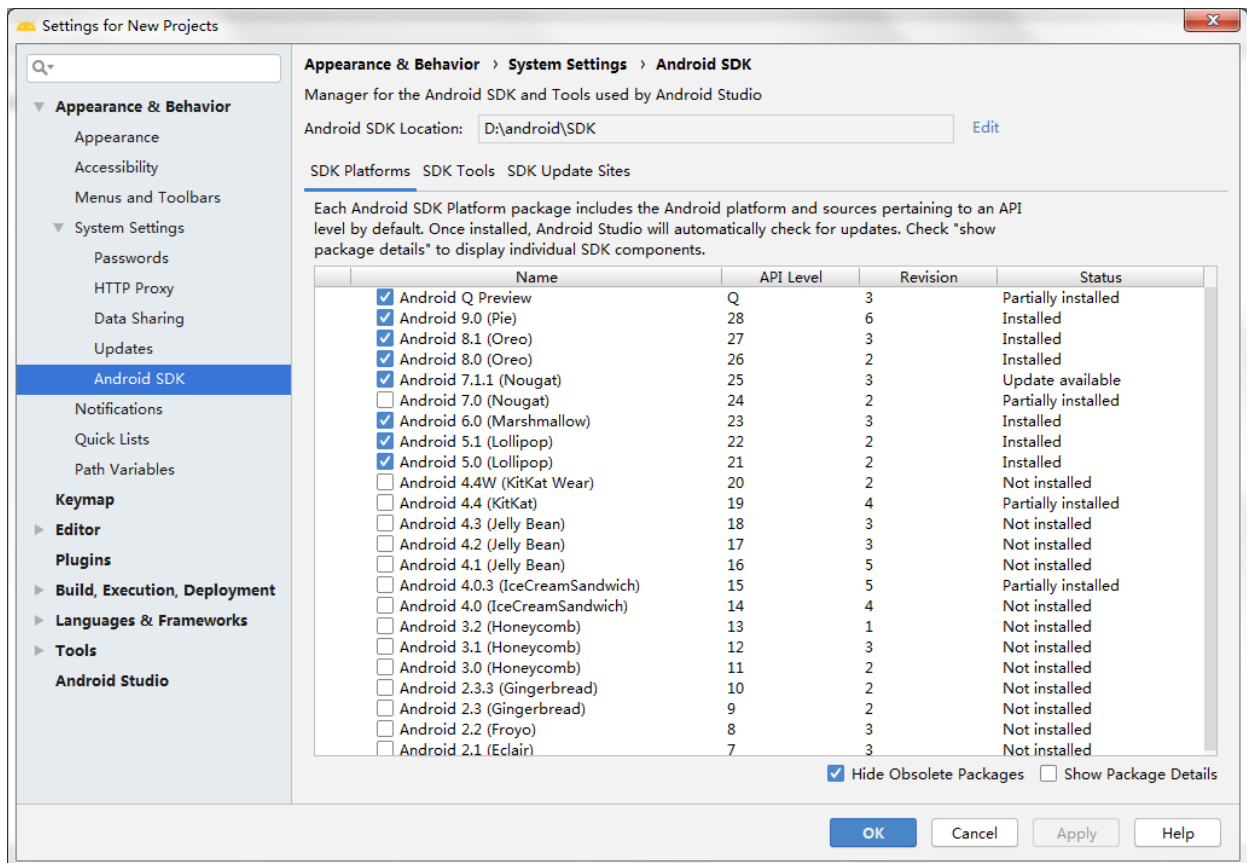 Settings for New Projects
Appearance & Behavior
Appearance
Accessibility
Menus and Toolbars
System Settings
Passwords
HTTP Proxy
Data Sharing
Updates
Android SDK
Notifications
Quick Lists
Path Variables
Keymap
Editor
Plugins
Build, Execution, Deployment
Languages & Frameworks
Tools
Android Studio
Appearance & Behavior › System Settings › Android SDK
Manager for the Android SDK and Tools used by Android Studio
Android SDK Location: D:\android\SDK Edit
SDK Platforms SDK Tools SDK Update Sites
Each Android SDK Platform package includes the Android platform and sources pertaining to an API
level by default. Once installed, Android Studio will automatically check for updates. Check "show
package details" to display individual SDK components.
Name API Level Revision Status
Android Q Preview Q 3 Partially installed
Android 9.0 (Pie) 28 6 Installed
Android 8.1 (Oreo) 27 3 Installed
Android 8.0 (Oreo) 26 2 Installed
Android 7.1.1 (Nougat) 25 3 Update available
Android 7.0 (Nougat) 24 2 Partially installed
Android 6.0 (Marshmallow) 23 3 Installed
Android 5.1 (Lollipop) 22 2 Installed
Android 5.0 (Lollipop) 21 2 Installed
Android 4.4W (KitKat Wear) 20 2 Not installed
Android 4.4 (KitKat) 19 4 Partially installed
Android 4.3 (Jelly Bean) 18 3 Not installed
Android 4.2 (Jelly Bean) 17 3 Not installed
Android 4.1 (Jelly Bean) 16 5 Not installed
Android 4.0.3 (IceCreamSandwich) 15 5 Partially installed
Android 4.0 (IceCreamSandwich) 14 4 Not installed
Android 3.2 (Honeycomb) 13 1 Not installed
Android 3.1 (Honeycomb) 12 3 Not installed
Android 3.0 (Honeycomb) 11 2 Not installed
Android 2.3.3 (Gingerbread) 10 2 Not installed
Android 2.3 (Gingerbread) 9 2 Not installed
Android 2.2 (Froyo) 8 3 Not installed
Android 2.1 (Eclair) 7 3 Not installed
Hide Obsolete Packages Show Package Details
OK Cancel Apply Help